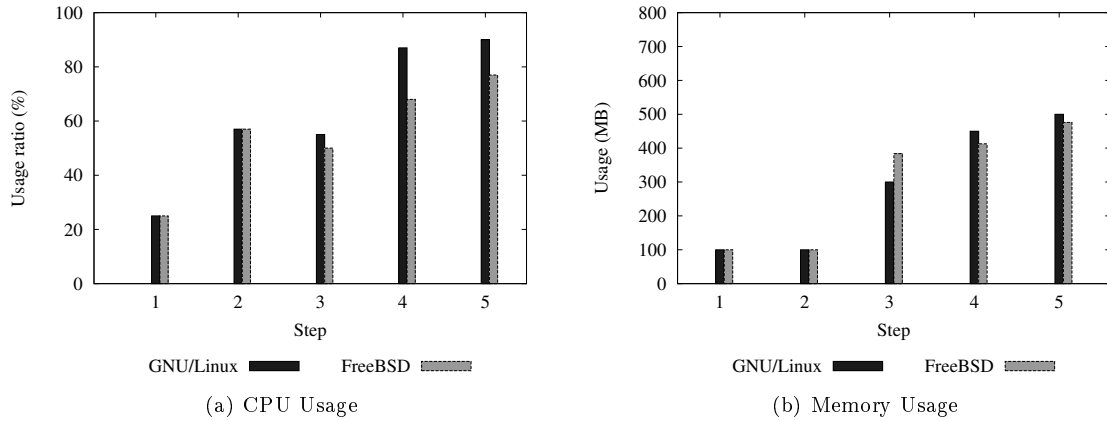 100
80
60
40
20
0
Usage ratio (%)
1 2 3 4 5
Step
GNU/Linux FreeBSD
(a) CPU Usage
800
700
600
500
400
300
200
100
0
Usage (MB)
1 2 3 4 5
Step
GNU/Linux FreeBSD
(b) Memory Usage